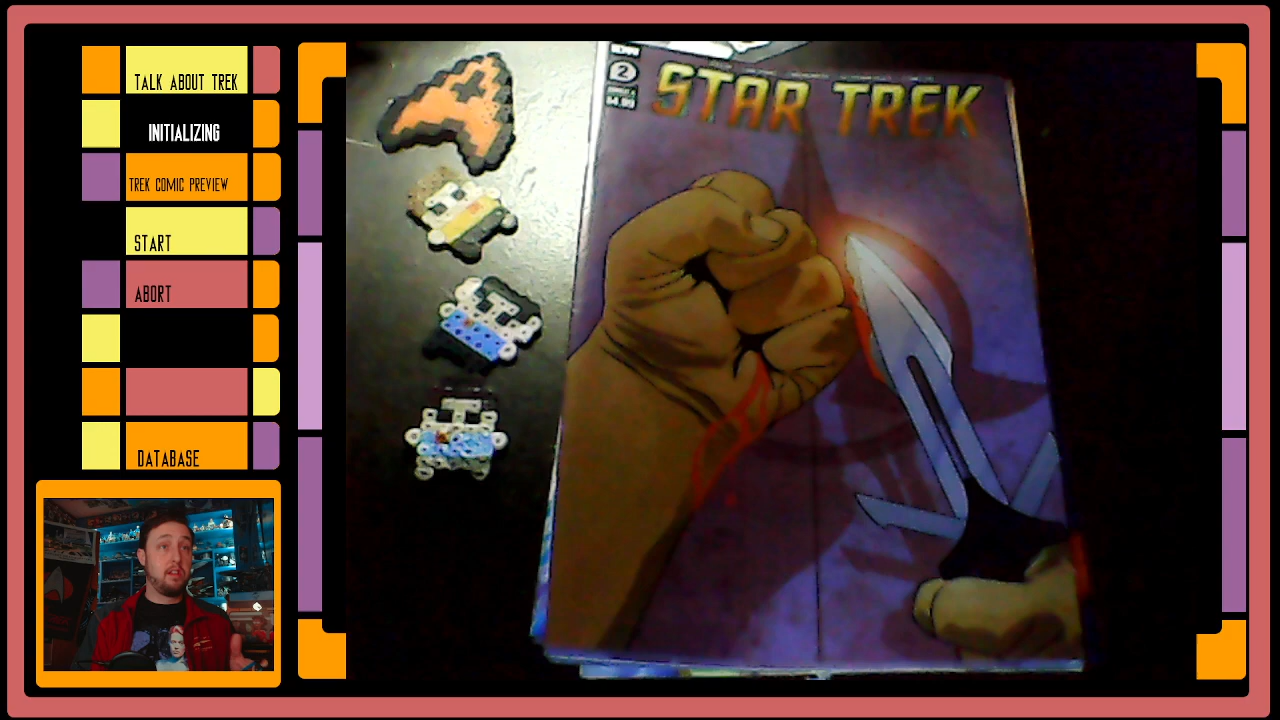 TALK ABOUT TREK
INITIALIZING
TREK COMIC PREVIEW
START
ABORT
DATABASE
IDW
2
$4.99
STAR TREK